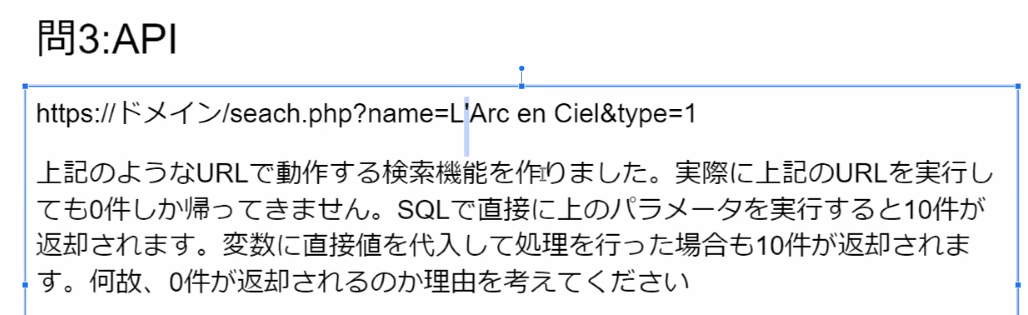 問3:API
https://ドメイン/seach.php?name=L'Arc en Ciel&type=1
上記のようなURLで動作する検索機能を作りました。実際に上記のURLを実行し
ても0件しか帰ってきません。SQLで直接に上のパラメータを実行すると10件が
返却されます。変数に直接値を代入して処理を行った場合も10件が返却されま
す。何故、0件が返却されるのか理由を考えてください